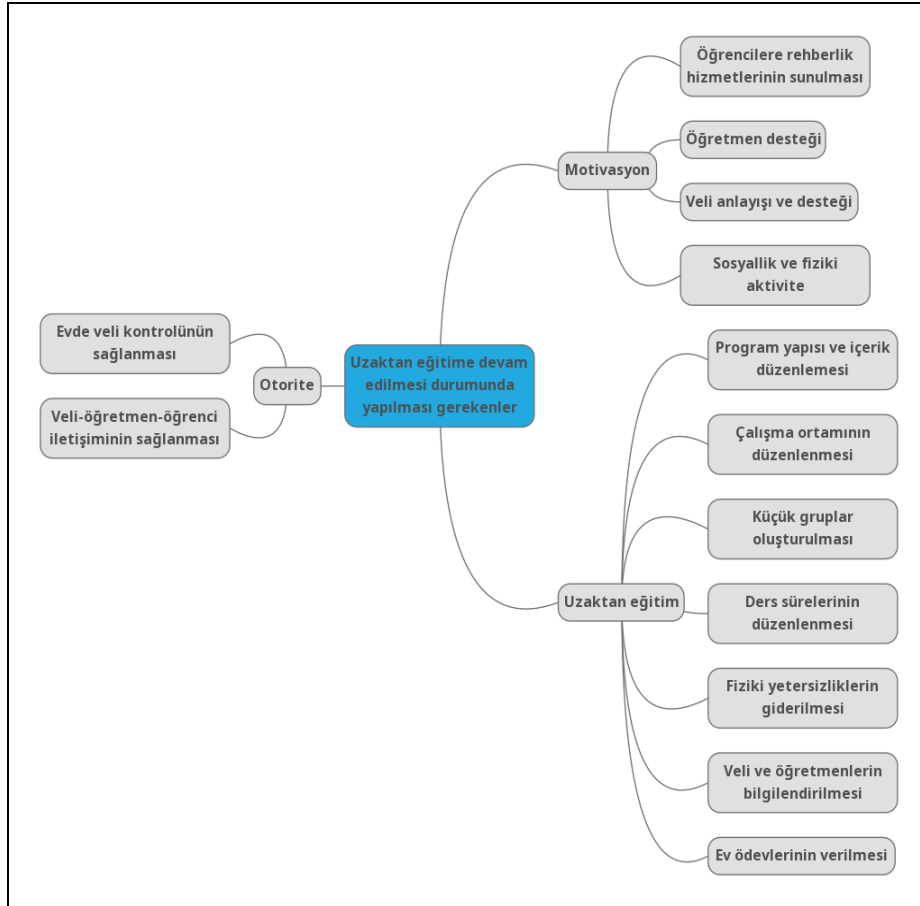 Öğrencilere rehberlik
hizmetlerinin sunulması
Öğretmen desteği
Motivasyon
Veli anlayışı ve desteği
Sosyallik ve fiziki
aktivite
Evde veli kontrolünün
sağlanması
Otorite
Veli-öğretmen-öğrenci
iletişiminin sağlanması
Uzaktan eğitime devam
edilmesi durumunda
yapılması gerekenler
Program yapısı ve içerik
düzenlemesi
Çalışma ortamının
düzenlenmesi
Küçük gruplar
oluşturulması
Uzaktan eğitim
Ders sürelerinin
düzenlenmesi
Fiziki yetersizliklerin
giderilmesi
Veli ve öğretmenlerin
bilgilendirilmesi
Ev ödevlerinin verilmesi